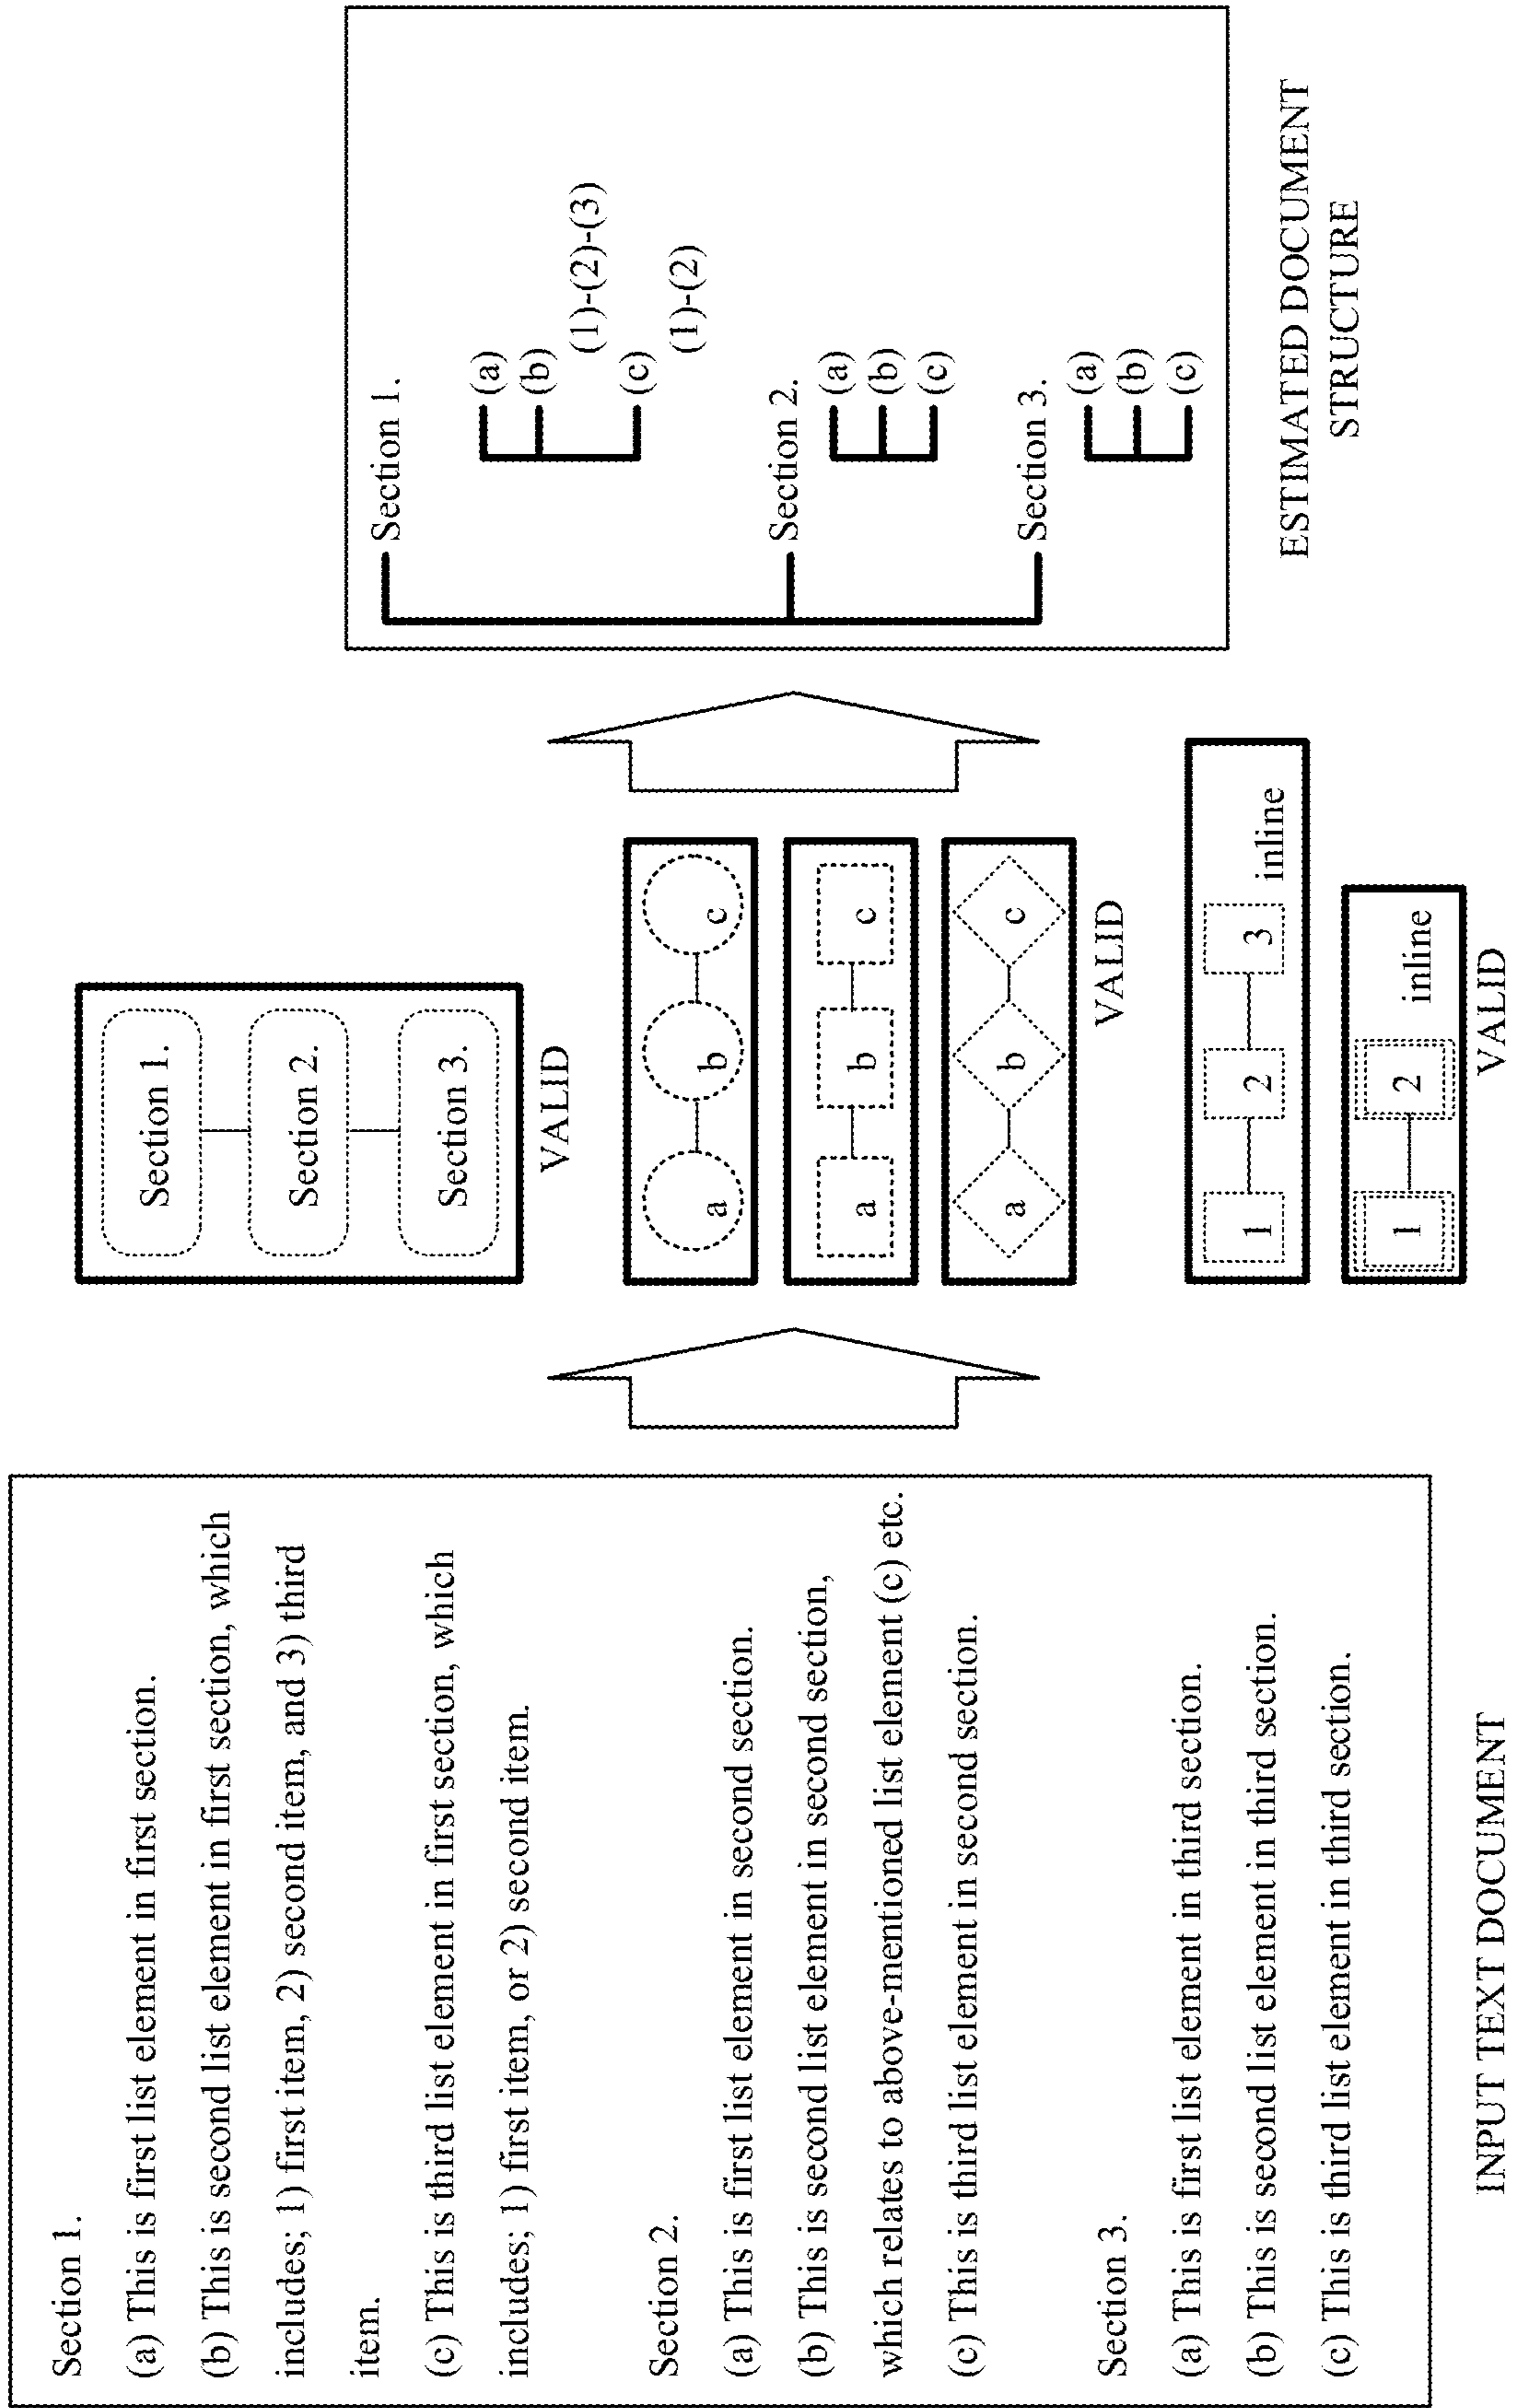 Section 1.
(a) This is first list element in first section.
(b) This is second list element in first section, which
includes; 1) first item, 2) second item, and 3) third
item.
(c) This is third list element in first section, which
includes; 1) first item, or 2) second item.
Section 2.
(a) This is first list element in second section.
(b) This is second list element in second section,
which relates to above-mentioned list element (c) etc.
(c) This is third list element in second section.
Section 3.
(a) This is first list element in third section.
(b) This is second list element in third section.
(c) This is third list element in third section.
INPUT TEXT DOCUMENT
Section 1.
Section 2.
Section 3.
VALID
a b c
a b c
a b c
VALID
1 2 3 inline
1 2 inline
VALID
Section 1.
(a)
(b)
(1)-(2)-(3)
(c)
(1)-(2)
Section 2.
(a)
(b)
(c)
Section 3.
(a)
(b)
(c)
ESTIMATED DOCUMENT
STRUCTURE